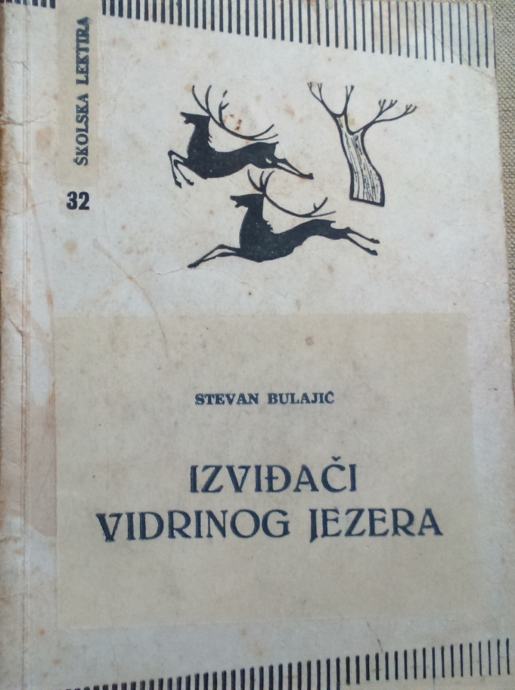 ŠKOLSKA LEKTIRA
32
STEVAN BULAJIĆ
IZVIĐAČI
VIDRINOG JEZERA